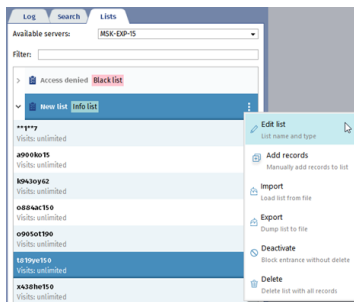 Log Search Lists
Available servers: MSK-EXP-15
Filter:
Access denied Black list
New list Info list
**1**7
Visits: unlimited
a900ko15
Visits: unlimited
k943oy62
Visits: unlimited
o884ac150
Visits: unlimited
o905ot190
Visits: unlimited
t819ye150
Visits: unlimited
x438he150
Visits: unlimited
Edit list
List name and type
Add records
Manually add records to list
Import
Load list from file
Export
Dump list to file
Deactivate
Block entrance without delete
Delete
Delete list with all records